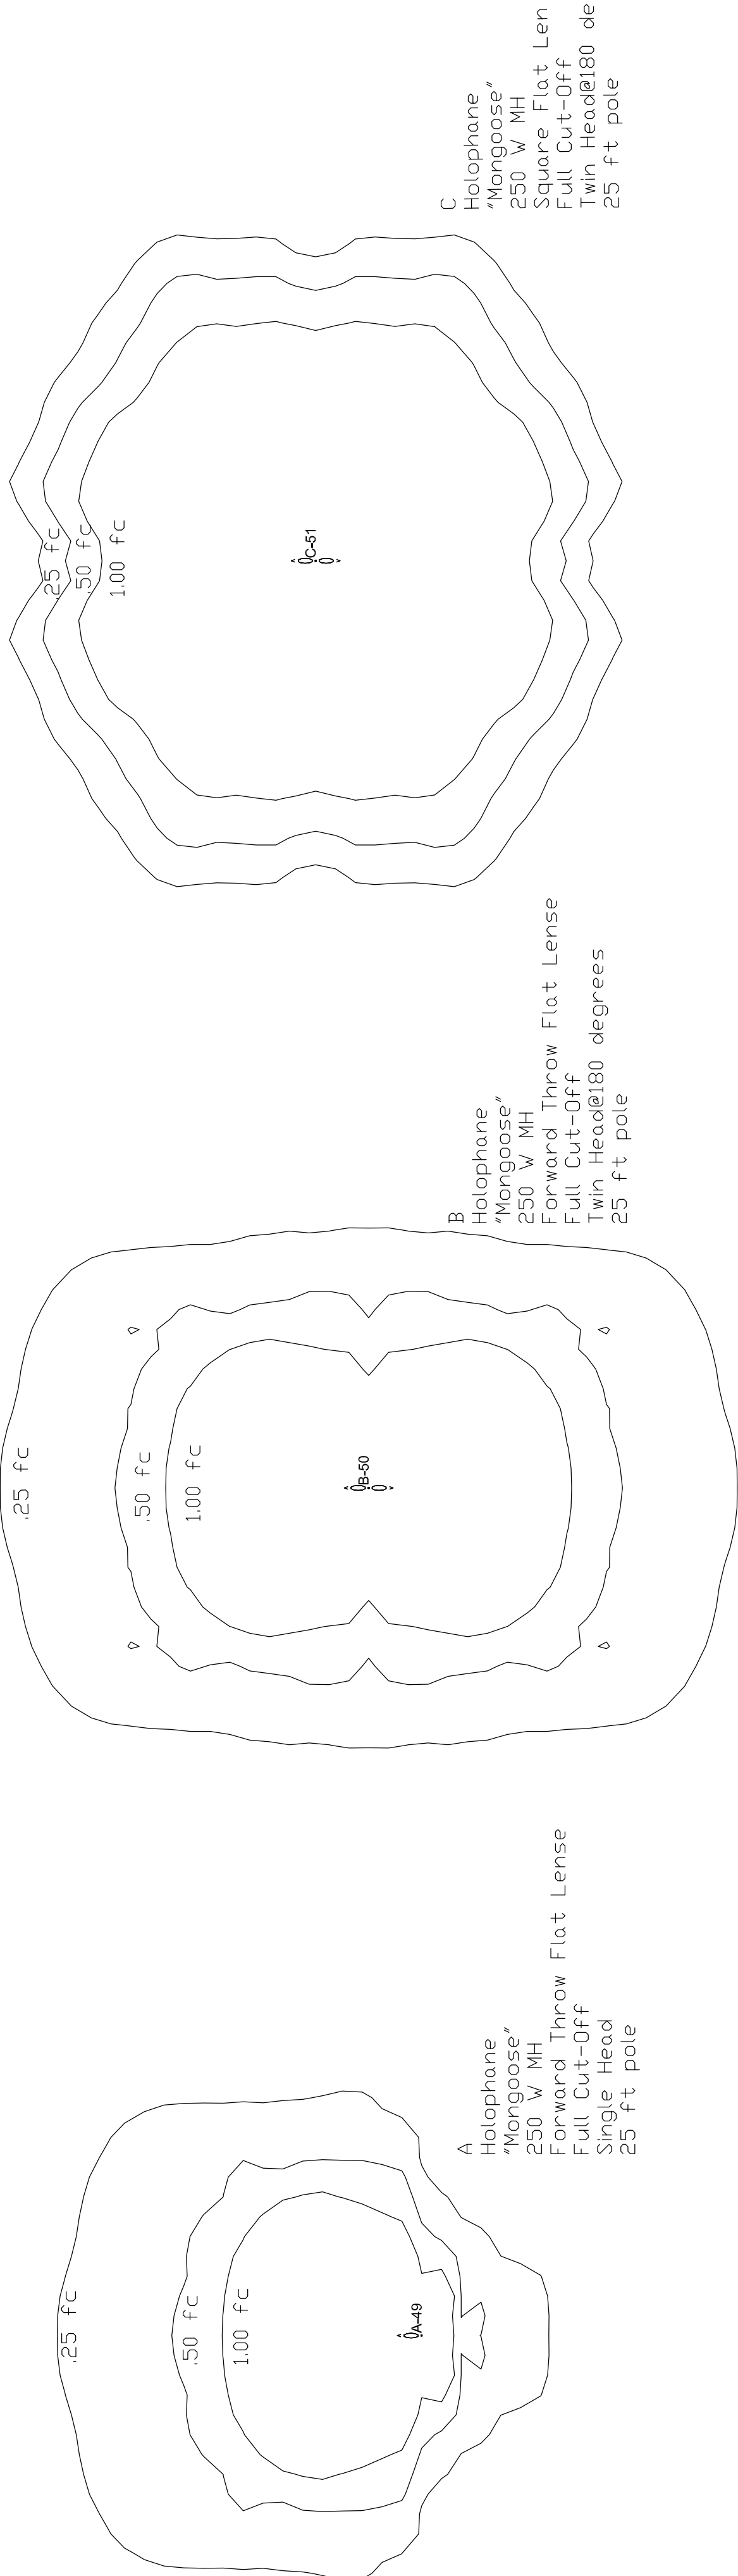 C
Holophane
"Mongoose"
250 W MH
Square Flat Len
Full Cut-Off
Twin Head@180 de
25 ft pole
.25 fc
.50 fc
1.00 fc
C-51
B
Holophane
"Mongoose"
250 W MH
Forward Throw Flat Lense
Full Cut-Off
Twin Head@180 degrees
25 ft pole
.25 fc
.50 fc
1.00 fc
B-50
A
Holophane
"Mongoose"
250 W MH
Forward Throw Flat Lense
Full Cut-Off
Single Head
25 ft pole
.25 fc
.50 fc
1.00 fc
A-49